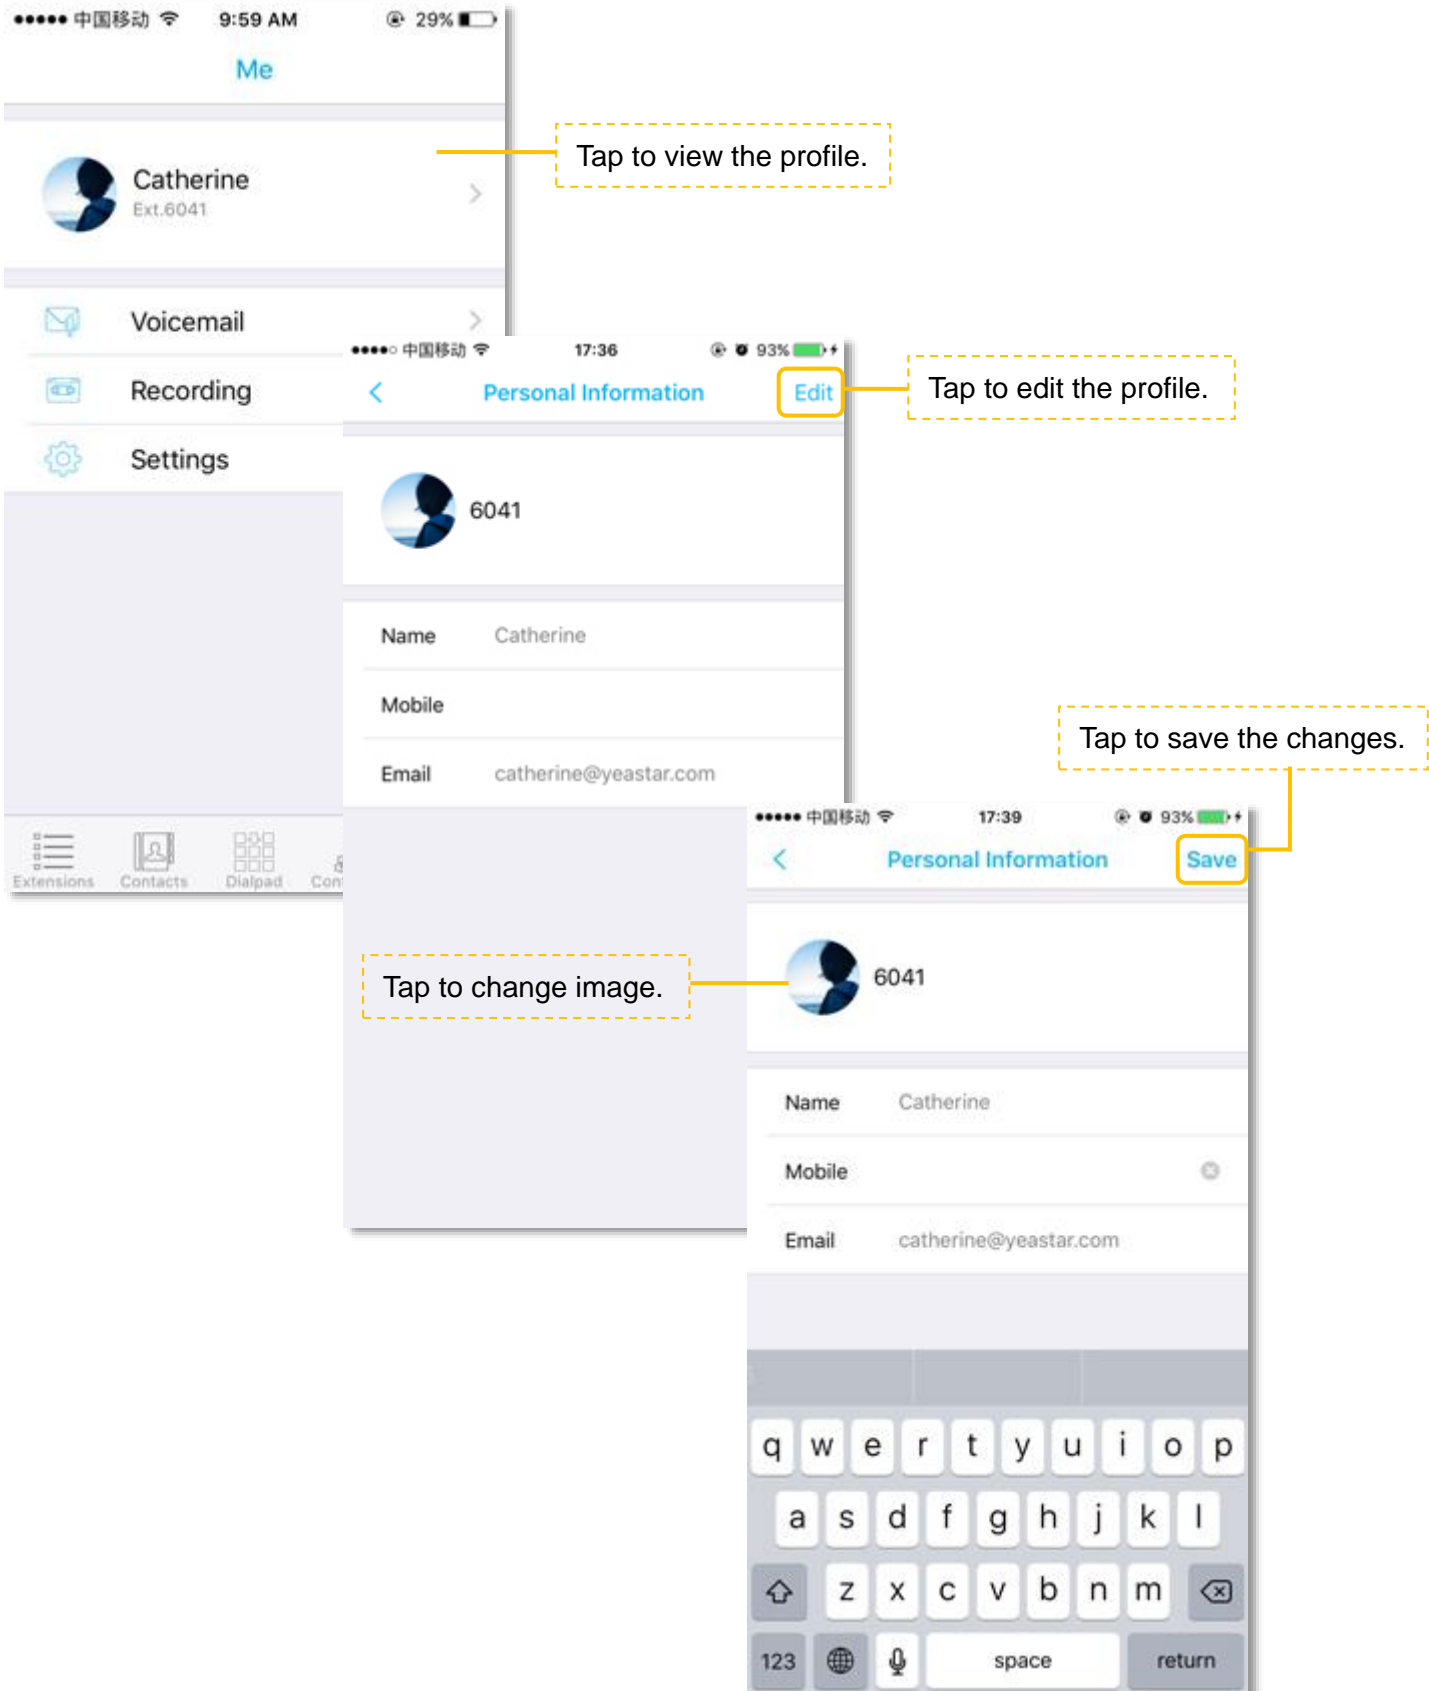 中国移动 9:59 AM 29%
Me
Tap to view the profile.
Catherine
Ext.6041
Voicemail
Recording
Settings
Extensions Contacts Dialpad
中国移动 17:36 93%
Personal Information Edit
Tap to edit the profile.
6041
Name Catherine
Mobile
Email catherine@yeastar.com
Tap to save the changes.
中国移动 17:39 93%
Personal Information Save
Tap to change image.
6041
Name Catherine
Mobile
Email catherine@yeastar.com
q w e r t y u i o p
a s d f g h j k l
z x c v b n m
123 space return